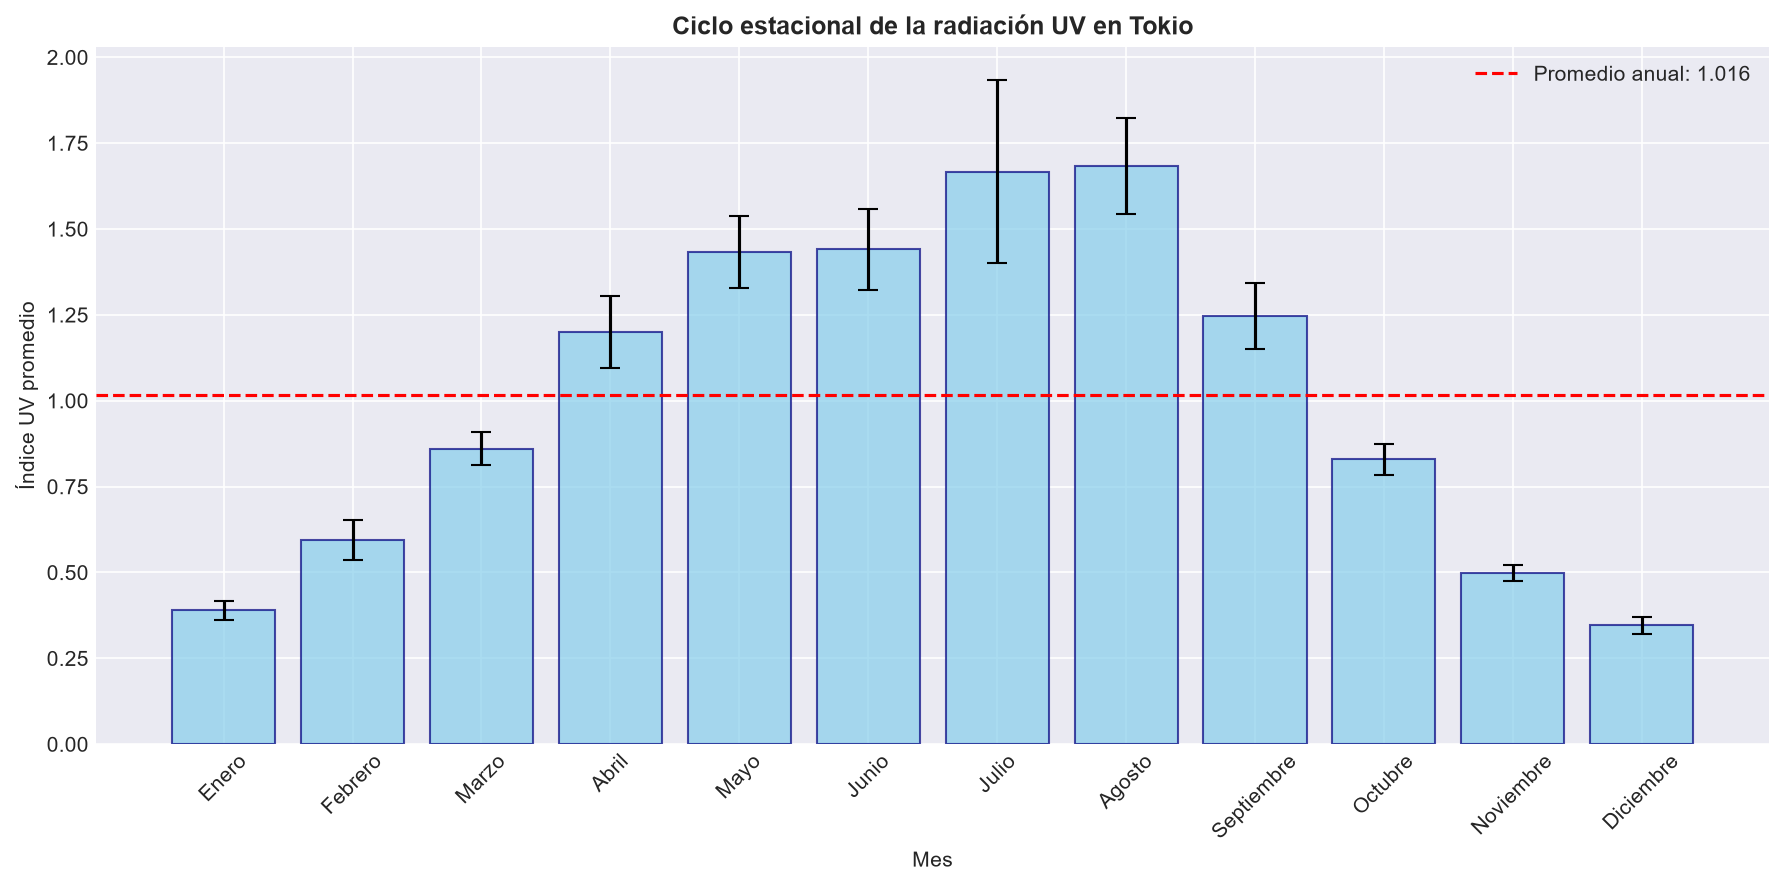 Ciclo estacional de la radiación UV en Tokio
Promedio anual: 1.016
Índice UV promedio
2.00
1.75
1.50
1.25
1.00
0.75
0.50
0.25
0.00
Enero
Febrero
Marzo
Abril
Mayo
Junio
Julio
Agosto
Septiembre
Octubre
Noviembre
Diciembre
Mes